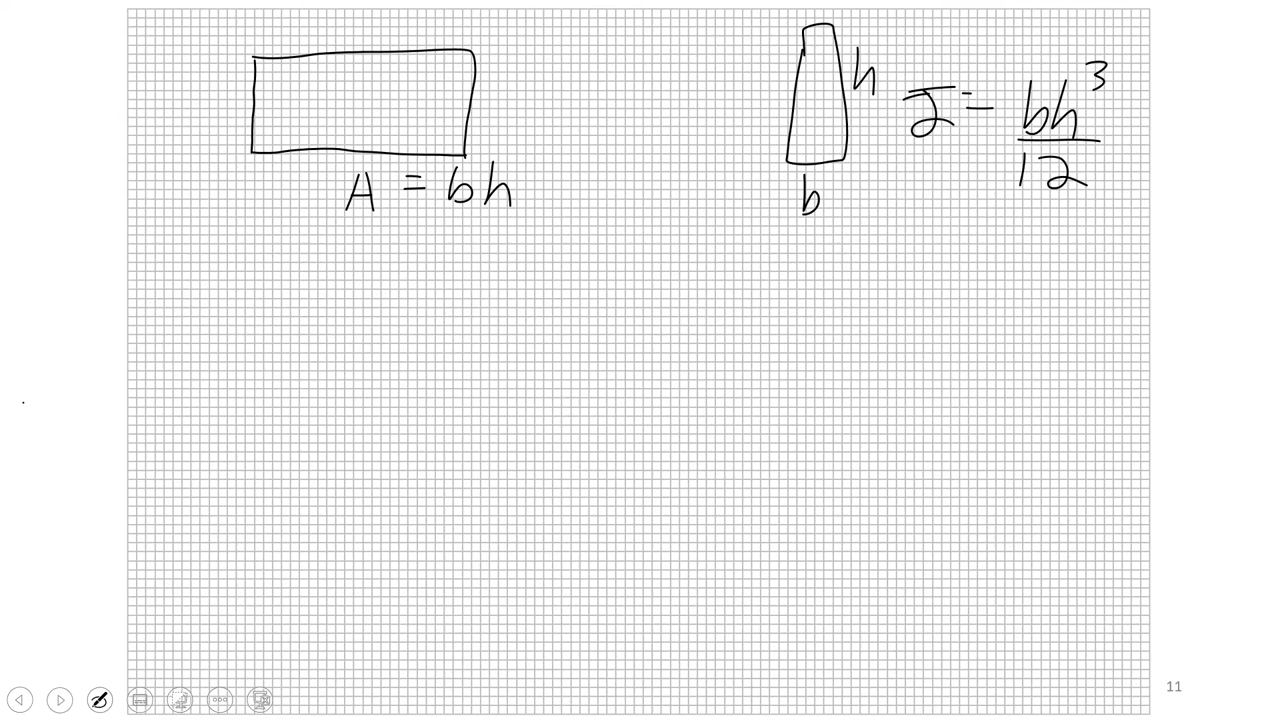 A = bh
h
b
I = bh³/12
11